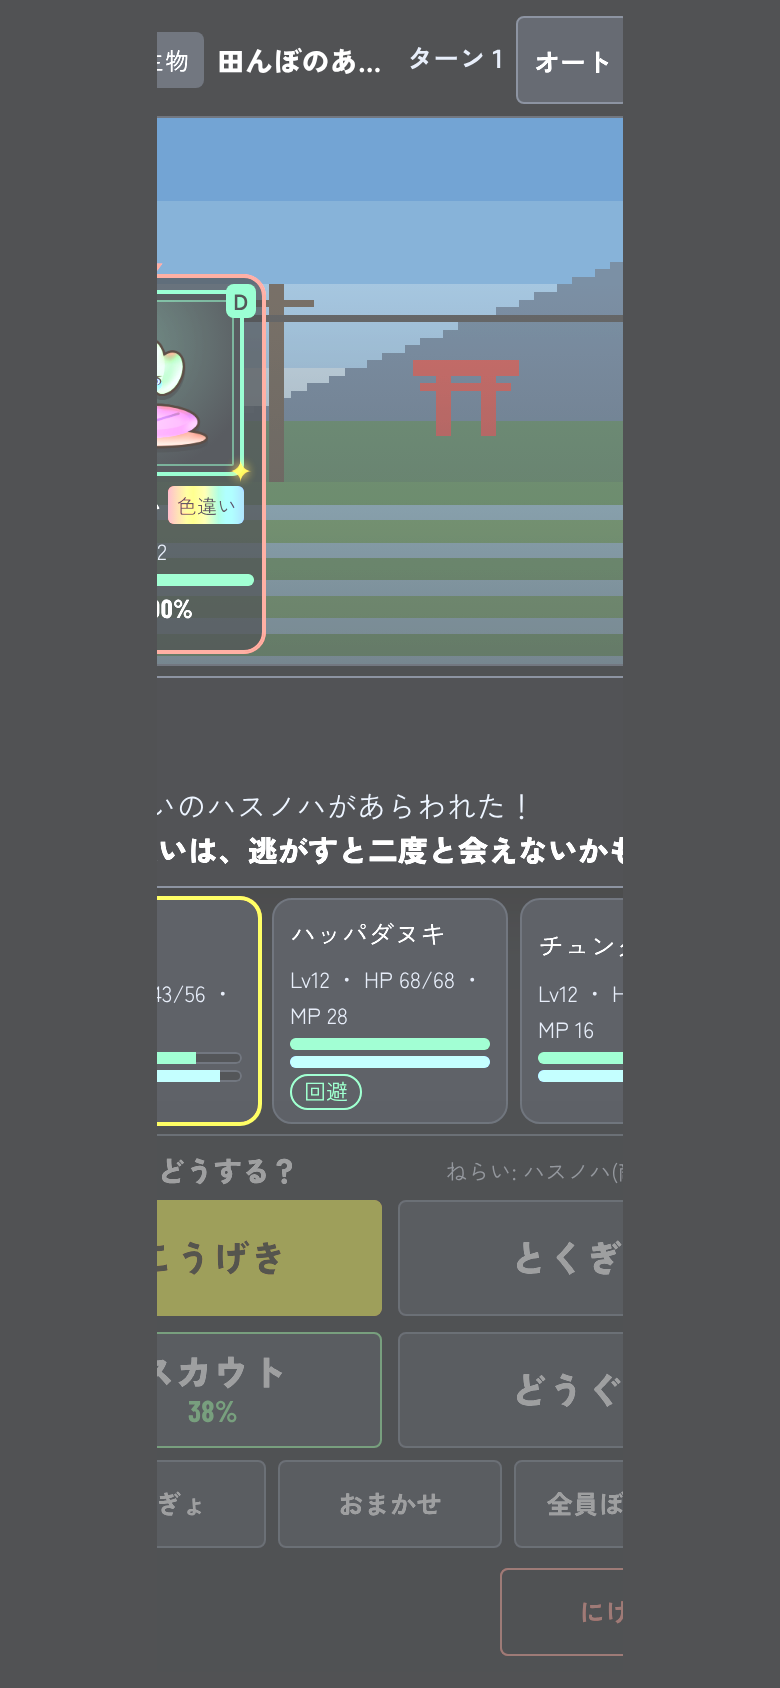 物
田んぼのあ…
ターン 1
オート
D
色違い
2
00%
いのハスノハがあらわれた！
いは、逃がすと二度と会えないかも
43/56 ・
ハッパダヌキ
Lv12 ・ HP 68/68 ・
MP 28
回避
チュン
Lv12 ・ H
MP 16
どうする？
ねらい: ハスノハ(
こうげき
とくぎ
スカウト
38%
どうぐ
ぎょ
おまかせ
全員ぼ
にげ